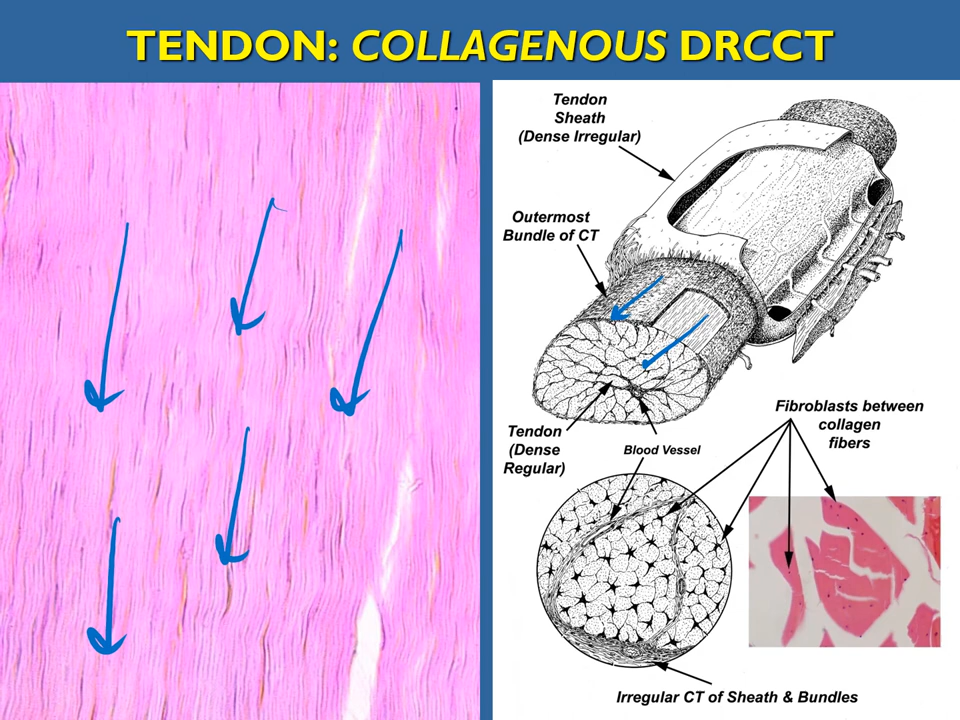 TENDON: COLLAGENOUS DRCCT
Tendon
Sheath
(Dense Irregular)
Outermost
Bundle of CT
Tendon
(Dense
Regular)
Blood Vessel
Fibroblasts between
collagen
fibers
Irregular CT of Sheath & Bundles